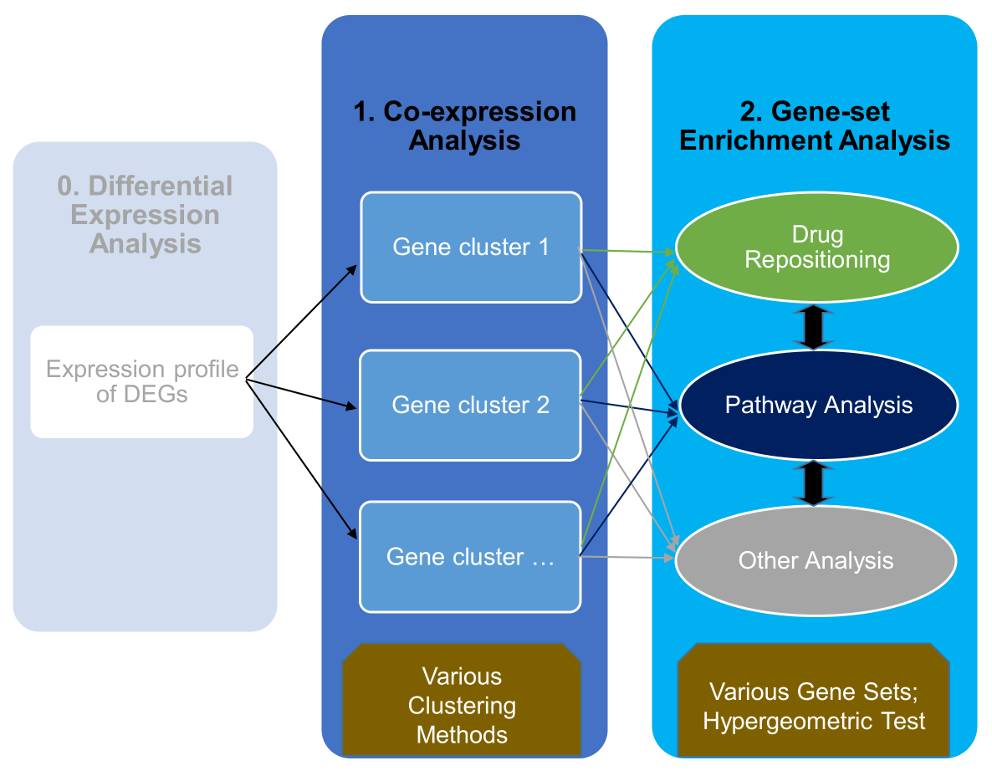 0. Differential
Expression
Analysis
Expression profile
of DEGs
1. Co-expression
Analysis
Gene cluster 1
Gene cluster 2
Gene cluster …
Various
Clustering
Methods
2. Gene-set
Enrichment Analysis
Drug
Repositioning
Pathway Analysis
Other Analysis
Various Gene Sets;
Hypergeometric Test